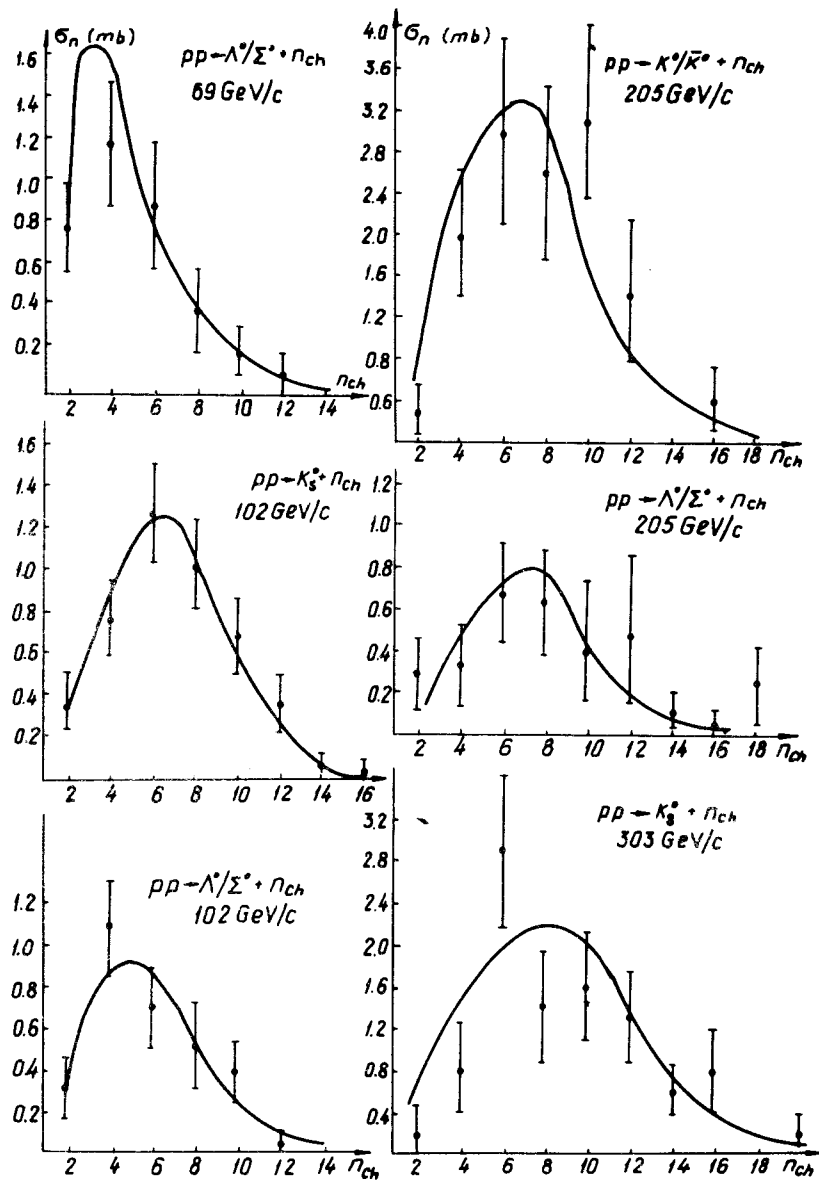 σn (mb)
pp→Λ°/Σ° + nch
69 GeV/c
1.6
1.4
1.2
1.0
0.8
0.6
0.4
0.2
2 4 6 8 10 12 14
nch
4.0
σn (mb)
pp→K°/K̄° + nch
205 GeV/c
3.6
3.2
2.8
2.4
2.0
1.6
1.2
0.8
0.6
2 4 6 8 10 12 14 16 18 nch
1.6
1.4
1.2
1.0
0.8
0.6
0.4
0.2
pp→Ks° + nch
102 GeV/c
2 4 6 8 10 12 14 16 nch
1.2
1.0
0.8
0.6
0.4
0.2
pp→Λ°/Σ° + nch
205 GeV/c
2 4 6 8 10 12 14 16 18 nch
1.2
1.0
0.8
0.6
0.4
0.2
pp→Λ°/Σ° + nch
102 GeV/c
2 4 6 8 10 12 14 nch
3.2
2.8
2.4
2.0
1.6
1.2
0.8
0.4
pp→Ks° + nch
303 GeV/c
2 4 6 8 10 12 14 16 18 nch